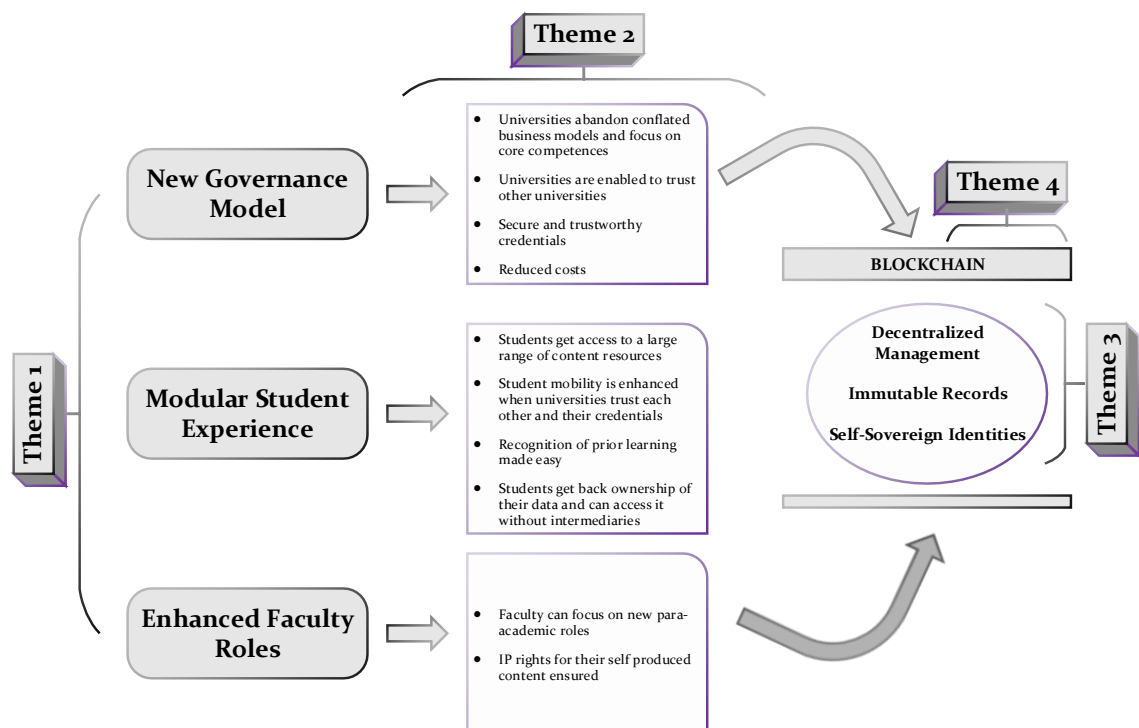 Theme 2
Theme 1
New Governance
Model
• Universities abandon conflated
business models and focus on
core competences
• Universities are enabled to trust
other universities
• Secure and trustworthy
credentials
• Reduced costs
Modular Student
Experience
• Students get access to a large
range of content resources
• Student mobility is enhanced
when universities trust each
other and their credentials
• Recognition of prior learning
made easy
• Students get back ownership of
their data and can access it
without intermediaries
Enhanced Faculty
Roles
• Faculty can focus on new para-
academic roles
• IP rights for their self produced
content ensured
Theme 4
BLOCKCHAIN
Decentralized
Management
Immutable Records
Self-Sovereign Identities
Theme 3